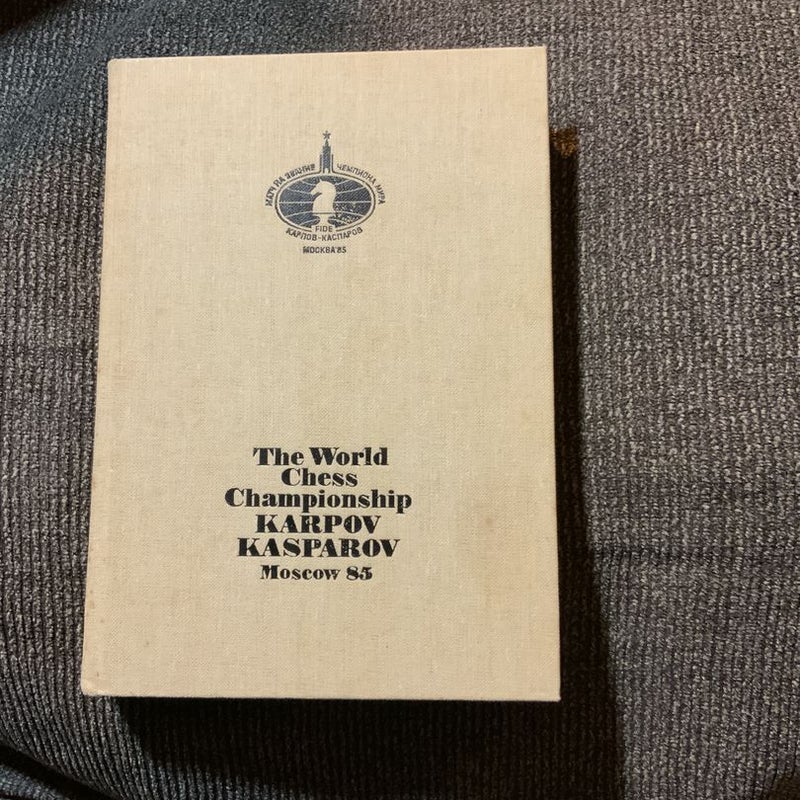 МАТЧ НА ЗВАНИЕ ЧЕМПИОНА МИРА
FIDE
КАРПОВ-КАСПАРОВ
МОСКВА'85
The World
Chess
Championship
KARPOV
KASPAROV
Moscow 85